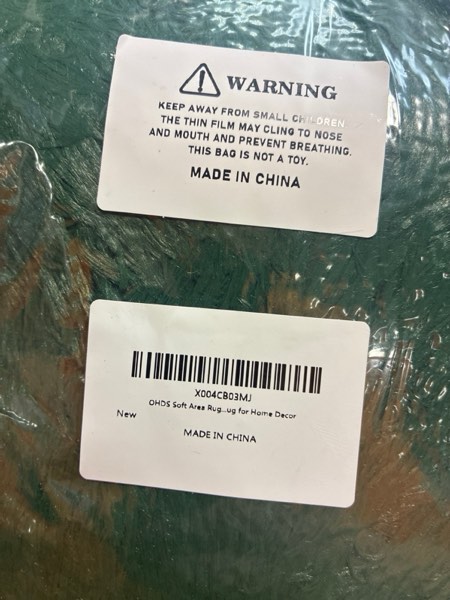 WARNING
KEEP AWAY FROM SMALL CHILDREN
THE THIN FILM MAY CLING TO NOSE
AND MOUTH AND PREVENT BREATHING.
THIS BAG IS NOT A TOY.
MADE IN CHINA
X004CB03MJ
OHDS Soft Area Rug...ug for Home Decor
New
MADE IN CHINA